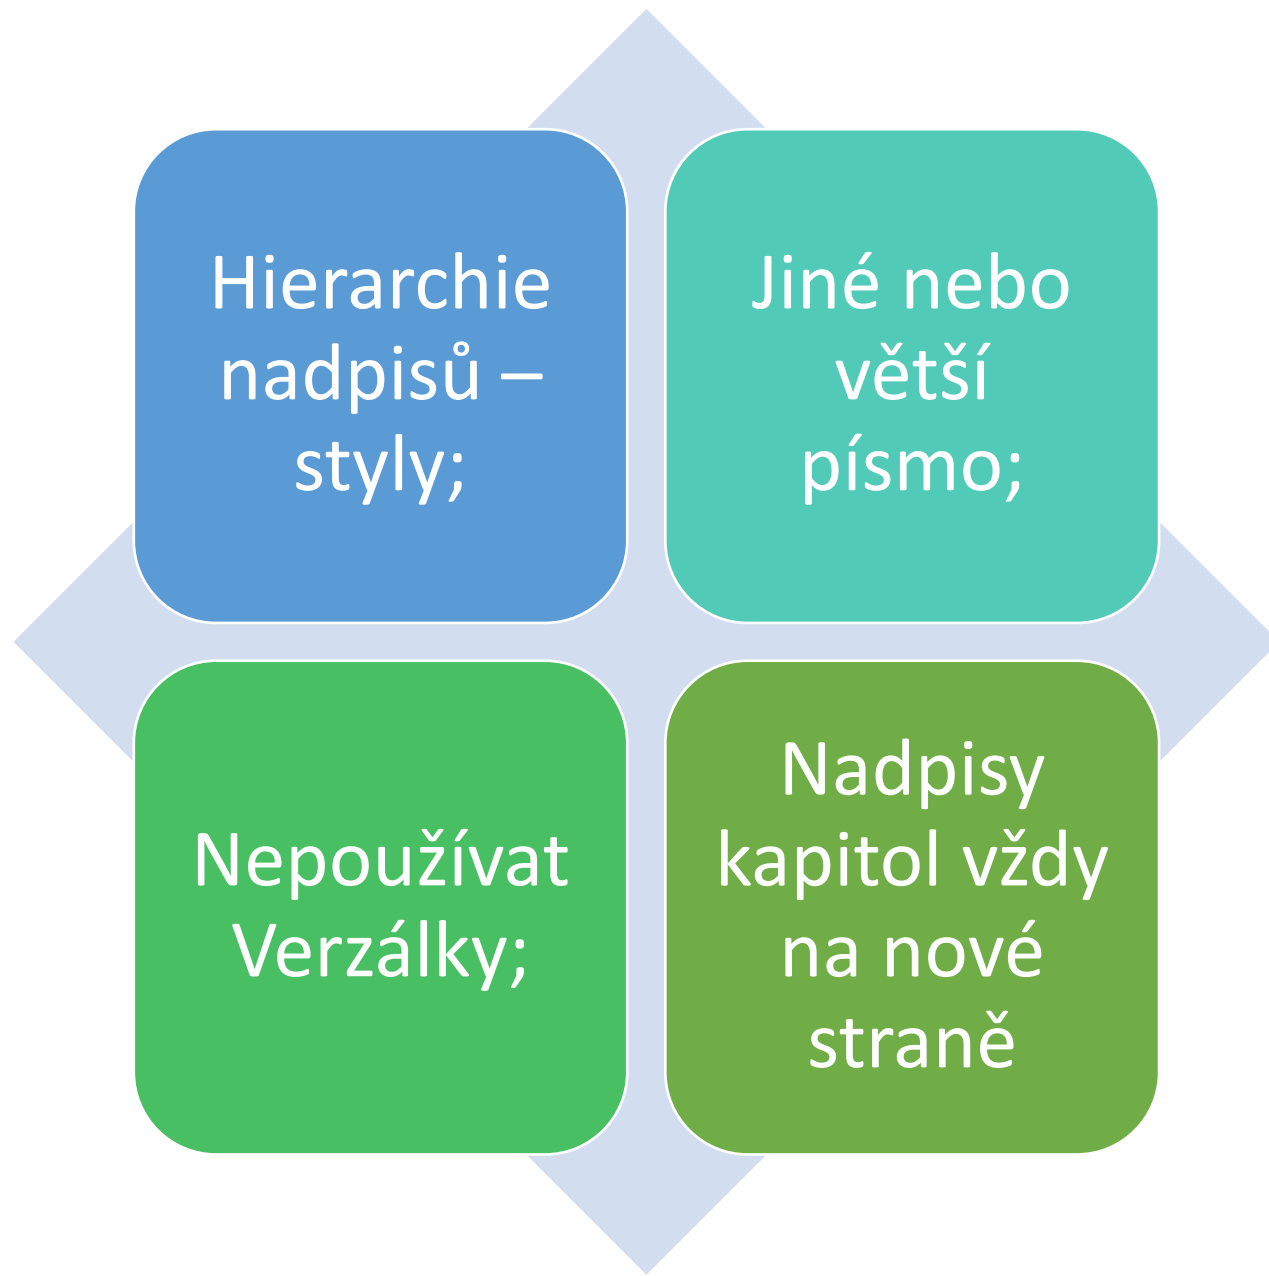 Hierarchie
nadpisů –
styly;
Jiné nebo
větší
písmo;
Nepoužívat
Verzálky;
Nadpisy
kapitol vždy
na nové
straně